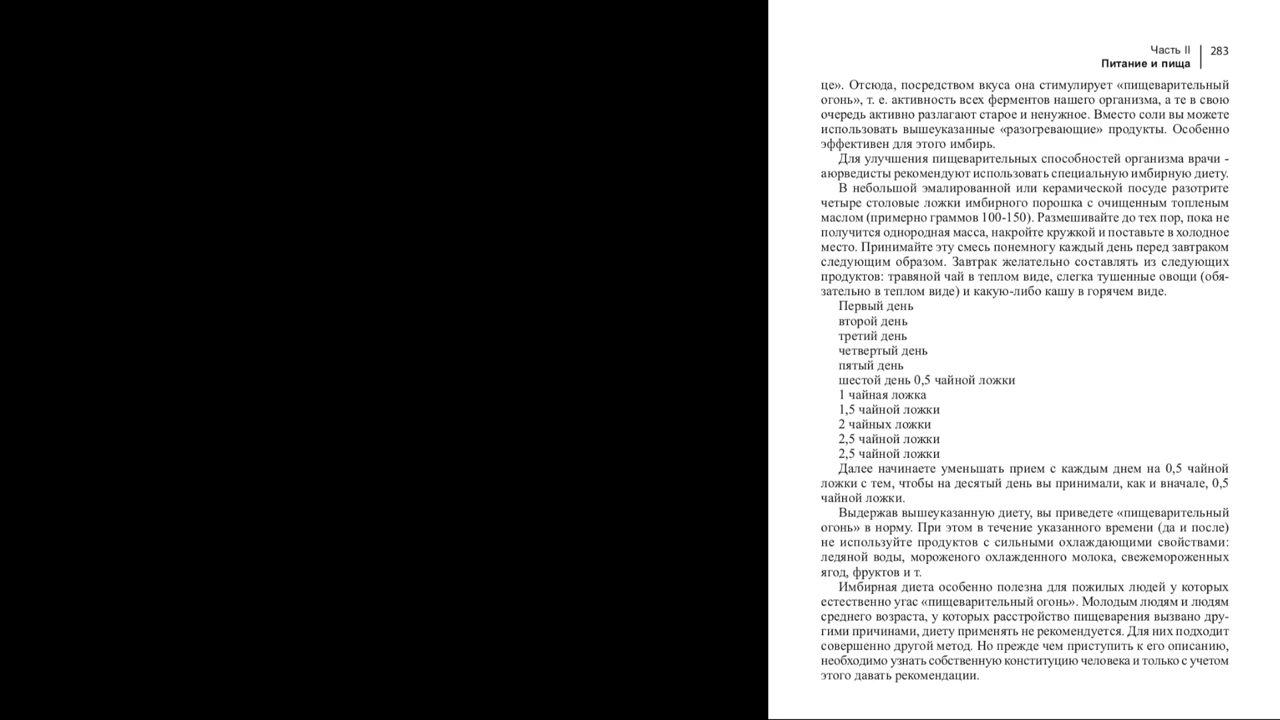 Часть II
283
Питание и пища
це». Отсюда, посредством вкуса она стимулирует «пищеварительный
огонь», т. е. активность всех ферментов нашего организма, а те в свою
очередь активно разлагают старое и ненужное. Вместо соли вы можете
использовать вышеуказанные «разогревающие» продукты. Особенно
эффективен для этого имбирь.
Для улучшения пищеварительных способностей организма врачи -
аюрведисты рекомендуют использовать специальную имбирную диету.
В небольшой эмалированной или керамической посуде разотрите
четыре столовые ложки имбирного порошка с очищенным топленым
маслом (примерно граммов 100-150). Размешивайте до тех пор, пока не
получится однородная масса, накройте кружкой и поставьте в холодное
место. Принимайте эту смесь понемногу каждый день перед завтраком
следующим образом. Завтрак желательно составлять из следующих
продуктов: травяной чай в теплом виде, слегка тушенные овощи (обя-
зательно в теплом виде) и какую-либо кашу в горячем виде.
Первый день
второй день
третий день
четвертый день
пятый день
шестой день 0,5 чайной ложки
1 чайная ложка
1,5 чайной ложки
2 чайных ложки
2,5 чайной ложки
2,5 чайной ложки
Далее начинаете уменьшать прием с каждым днем на 0,5 чайной
ложки с тем, чтобы на десятый день вы принимали, как и вначале, 0,5
чайной ложки.
Выдержав вышеуказанную диету, вы приведете «пищеварительный
огонь» в норму. При этом в течение указанного времени (да и после)
не используйте продуктов с сильными охлаждающими свойствами:
ледяной воды, мороженого охлажденного молока, свежемороженных
ягод, фруктов и т.
Имбирная диета особенно полезна для пожилых людей у которых
естественно угас «пищеварительный огонь». Молодым людям и людям
среднего возраста, у которых расстройство пищеварения вызвано дру-
гими причинами, диету применять не рекомендуется. Для них подходит
совершенно другой метод. Но прежде чем приступить к его описанию,
необходимо узнать собственную конституцию человека и только с учетом
этого давать рекомендации.